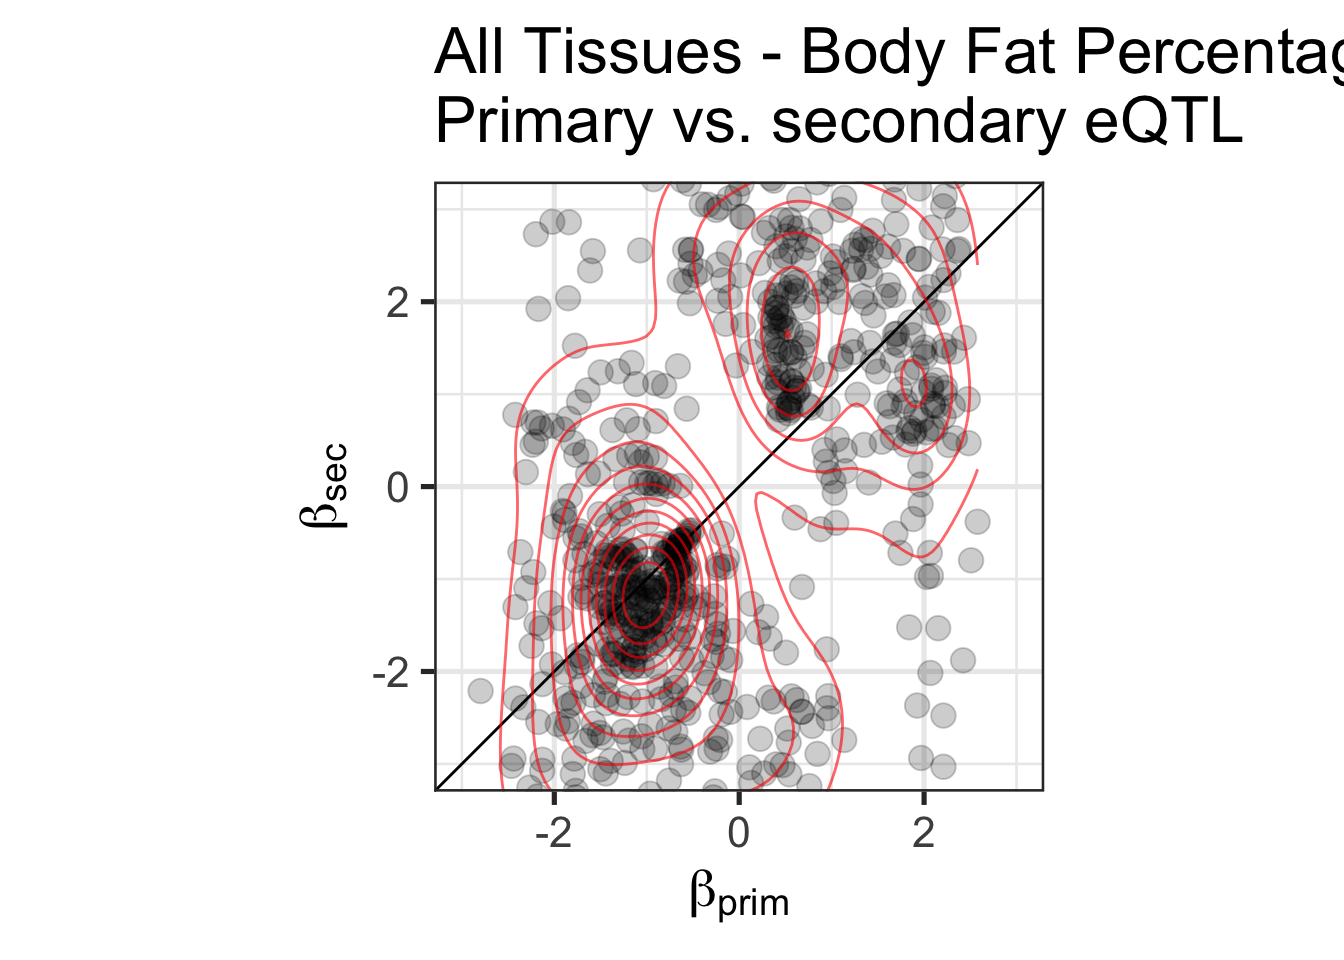 All Tissues - Body Fat Percentag
Primary vs. secondary eQTL
2
0
-2
βsec
-2 0 2
βprim